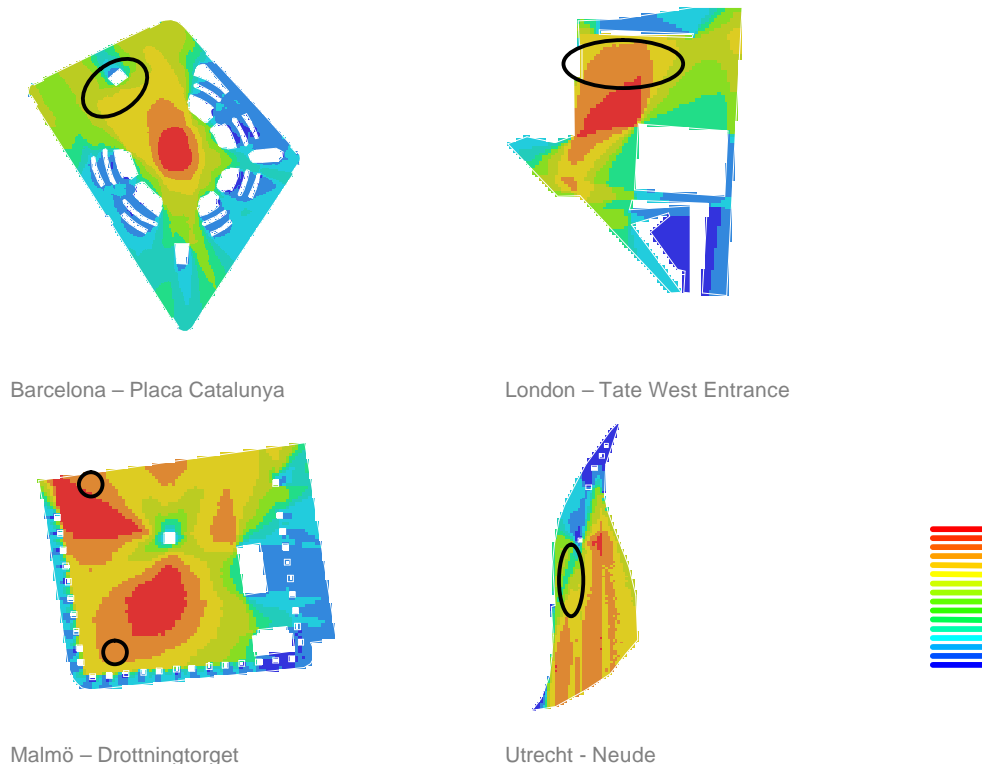 Barcelona – Placa Catalunya
London – Tate West Entrance
Malmö – Drottningtorget
Utrecht - Neude